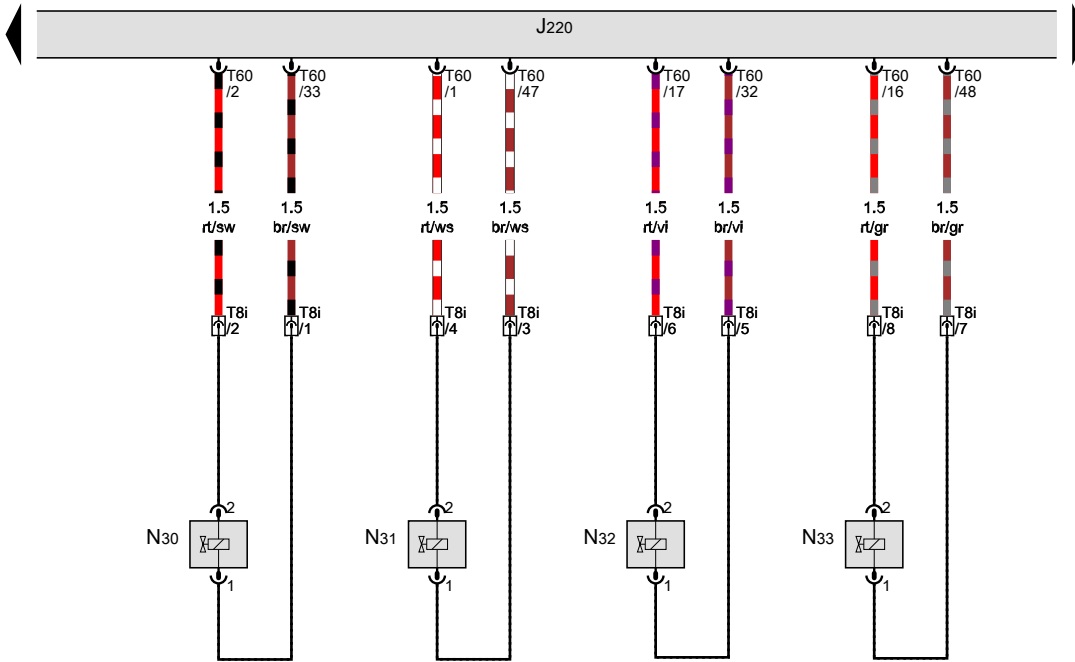 J220
T60 T60 T60 T60 T60 T60 T60 T60
/2 /33 /1 /47 /17 /32 /16 /48
1.5 1.5 1.5 1.5 1.5 1.5 1.5 1.5
rt/sw br/sw rt/ws br/ws rt/vi br/vi rt/gr br/gr
T8i T8i T8i T8i T8i T8i T8i T8i
/2 /1 /4 /3 /6 /5 /8 /7
2 2 2 2
N30 N31 N32 N33
1 1 1 1